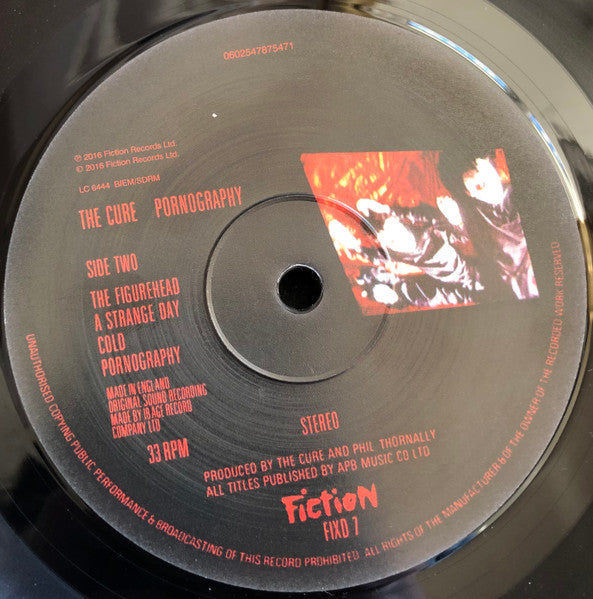 0602547875471
℗ 2016 Fiction Records Ltd.
© 2016 Fiction Records Ltd.
LC 6444 BIEM/SDRM
THE CURE PORNOGRAPHY
SIDE TWO
THE FIGUREHEAD
A STRANGE DAY
COLD
PORNOGRAPHY
MADE IN ENGLAND
ORIGINAL SOUND RECORDING
MADE BY 18 AGE RECORD
COMPANY LTD
33 RPM
STEREO
PRODUCED BY THE CURE AND PHIL THORNALLY
ALL TITLES PUBLISHED BY APB MUSIC CO LTD
Fiction
FIXD 7
UNAUTHORISED COPYING PUBLIC PERFORMANCE & BROADCASTING OF THIS RECORD PROHIBITED. ALL RIGHTS OF THE MANUFACTURER & OF THE OWNER OF THE RECORDED WORK RESERVED